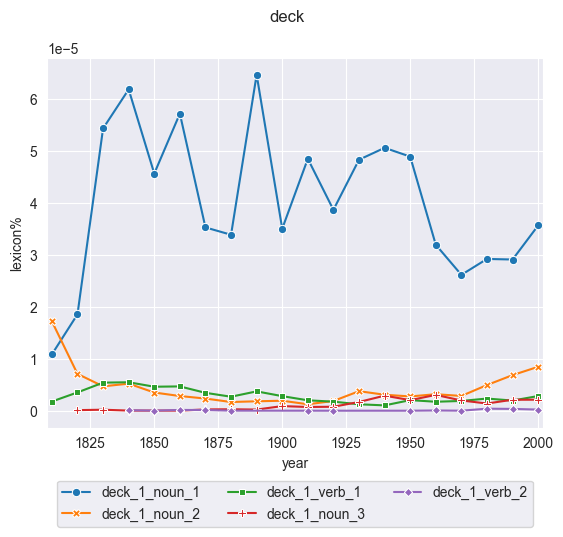 deck
1e−5
6
5
4
3
2
1
0
lexicon%
1825 1850 1875 1900 1925 1950 1975 2000
year
deck_1_noun_1 deck_1_verb_1 deck_1_verb_2
deck_1_noun_2 deck_1_noun_3